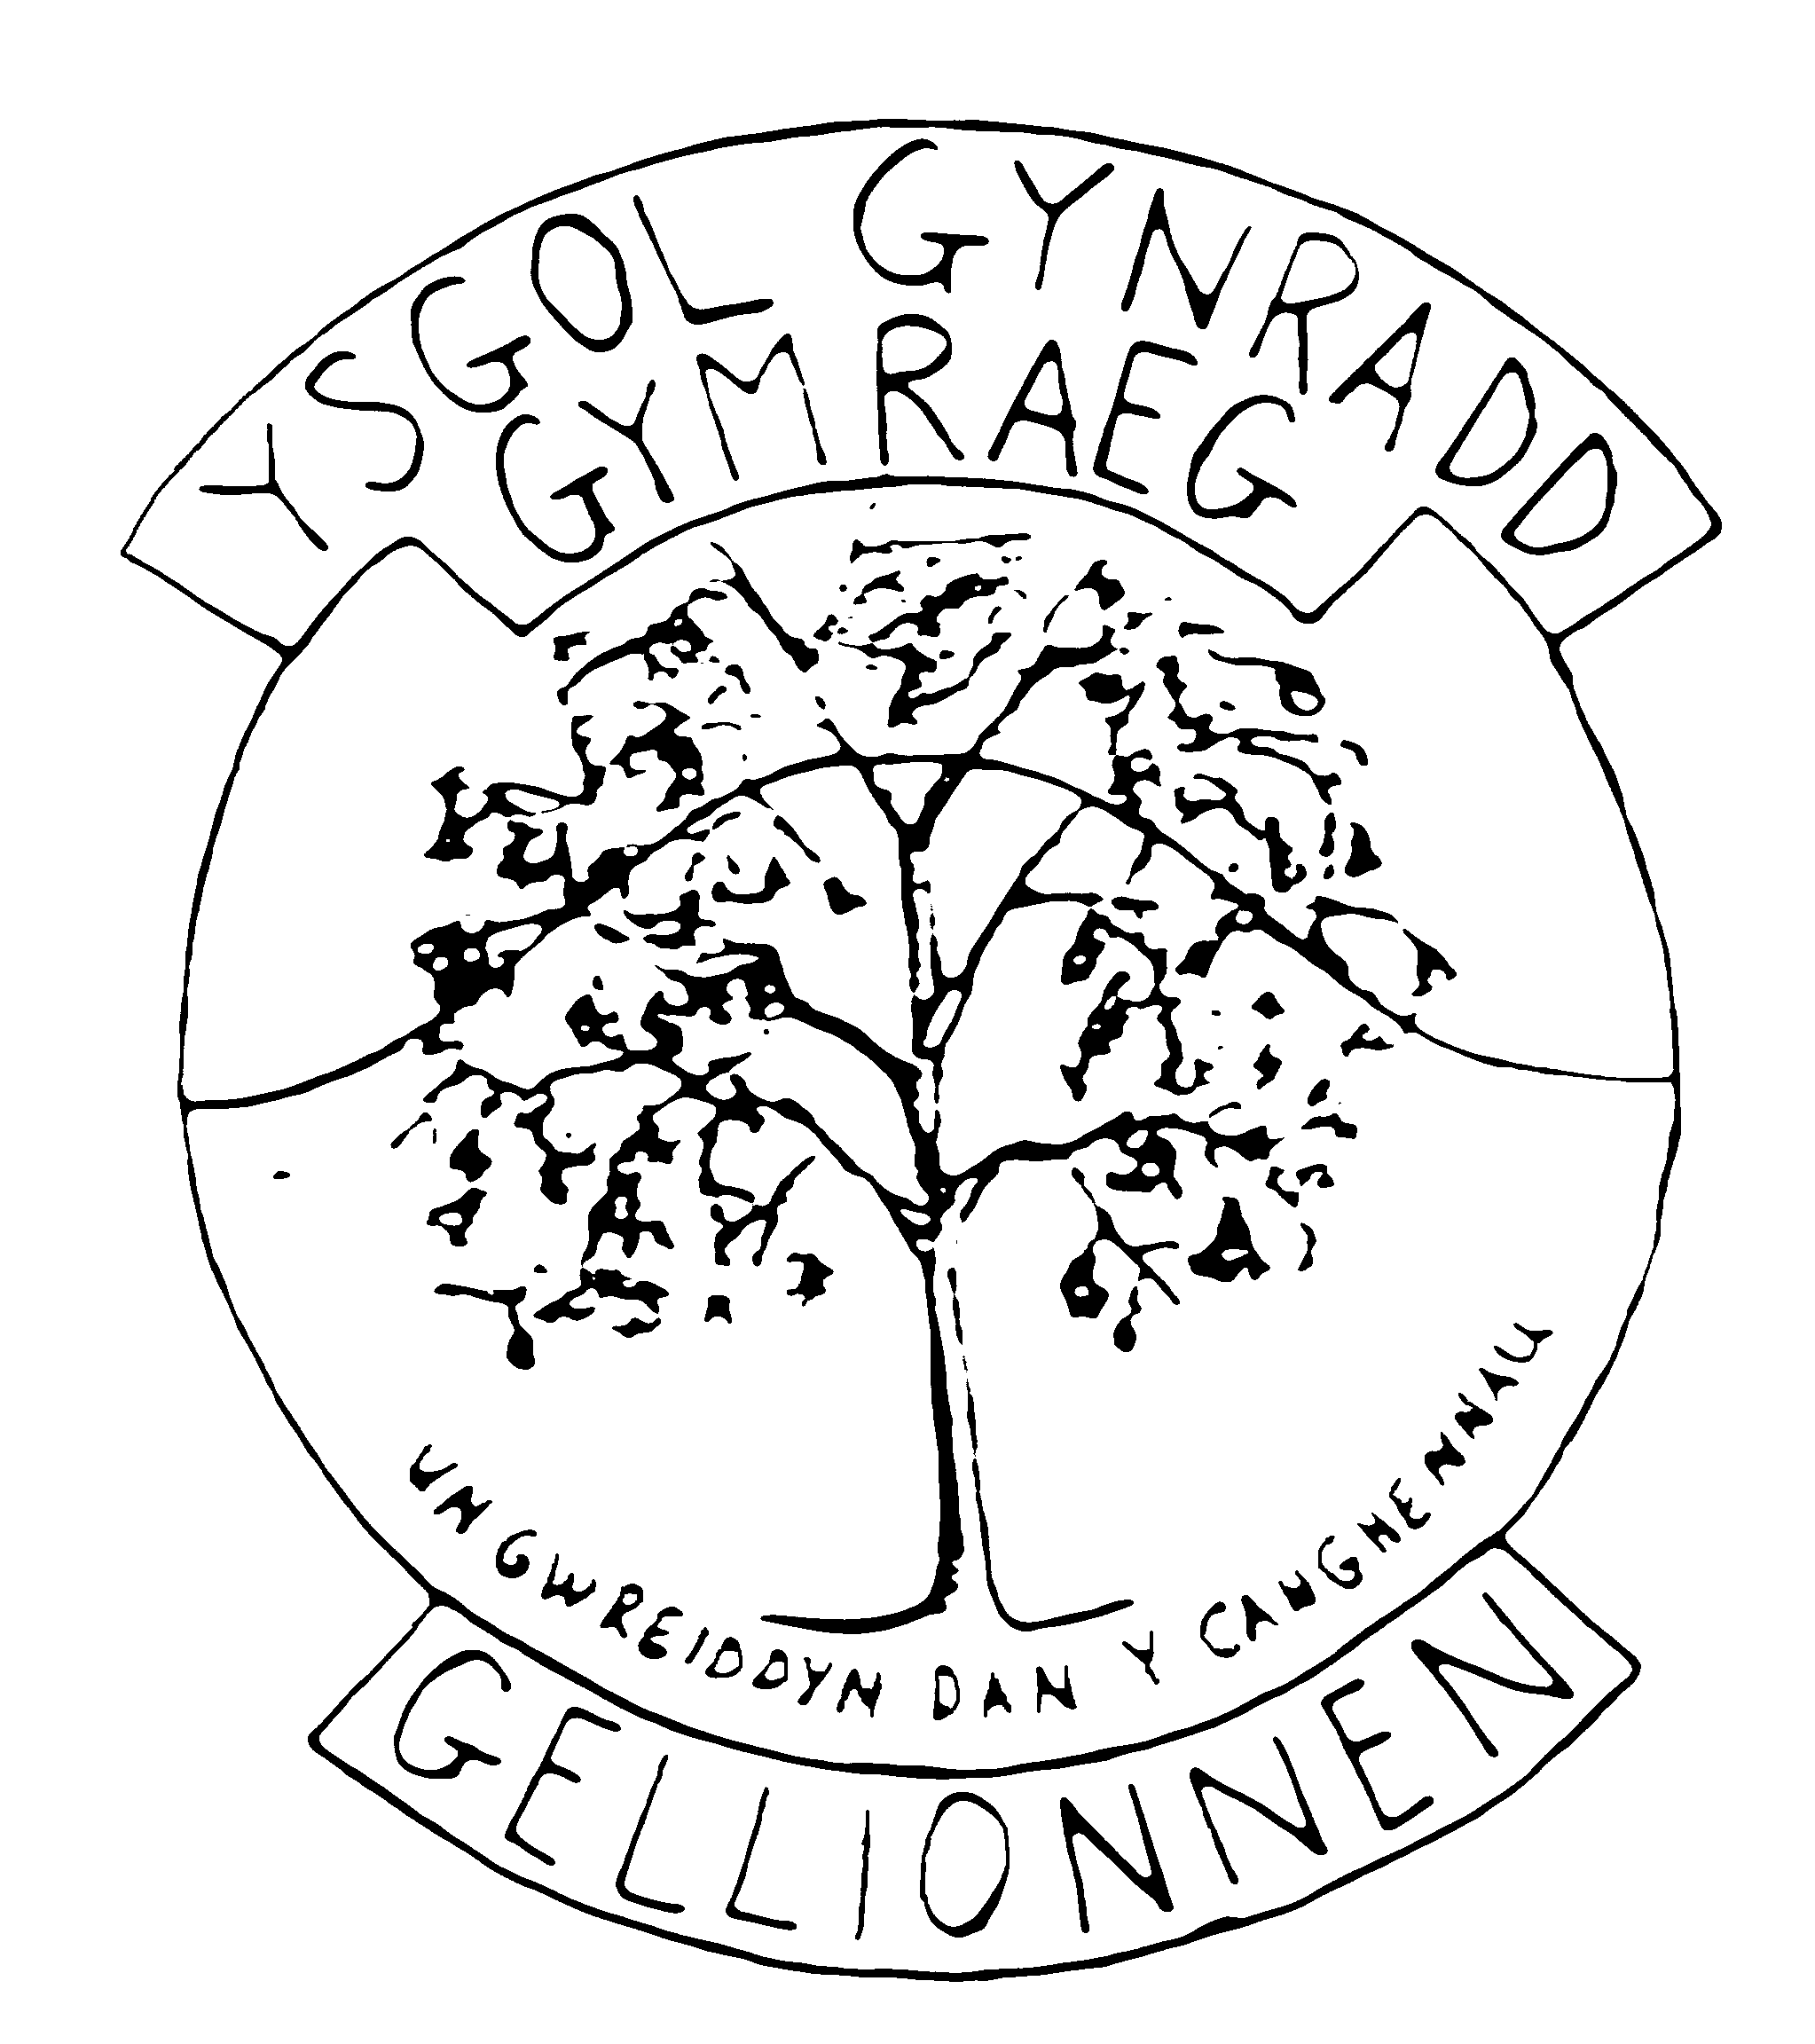 YSGOL GYNRADD
GYMRAEG
UN GWREIDDYN DAN Y CANGHENNAU
GELLIONNEN